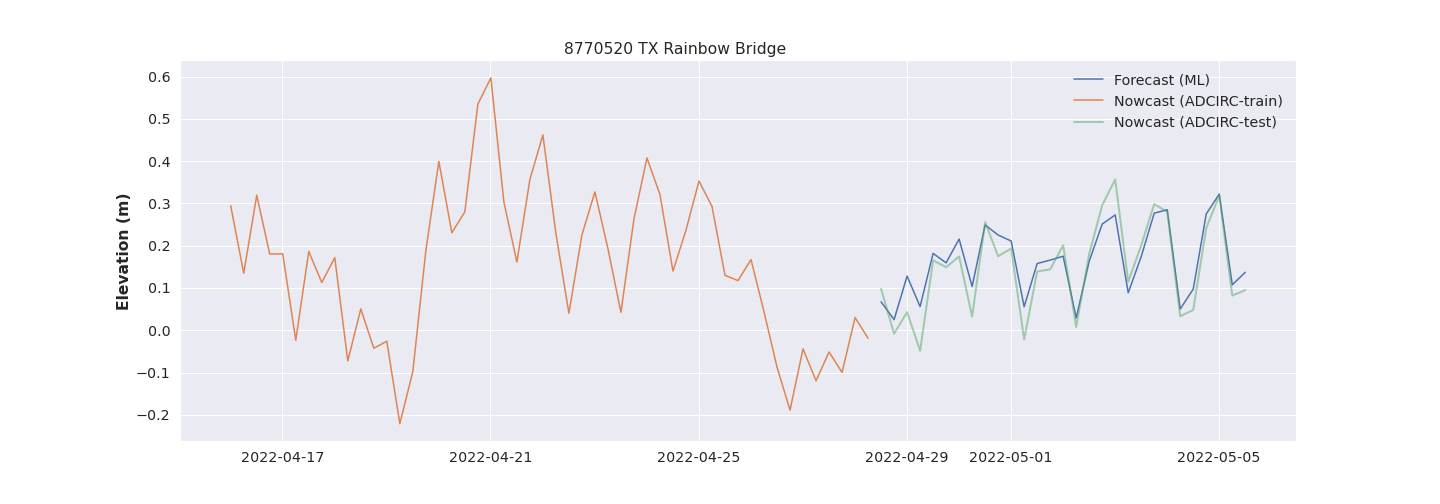 8770520 TX Rainbow Bridge
Forecast (ML)
Nowcast (ADCIRC-train)
Nowcast (ADCIRC-test)
Elevation (m)
0.6
0.5
0.4
0.3
0.2
0.1
0.0
−0.1
−0.2
2022-04-17 2022-04-21 2022-04-25 2022-04-29 2022-05-01 2022-05-05